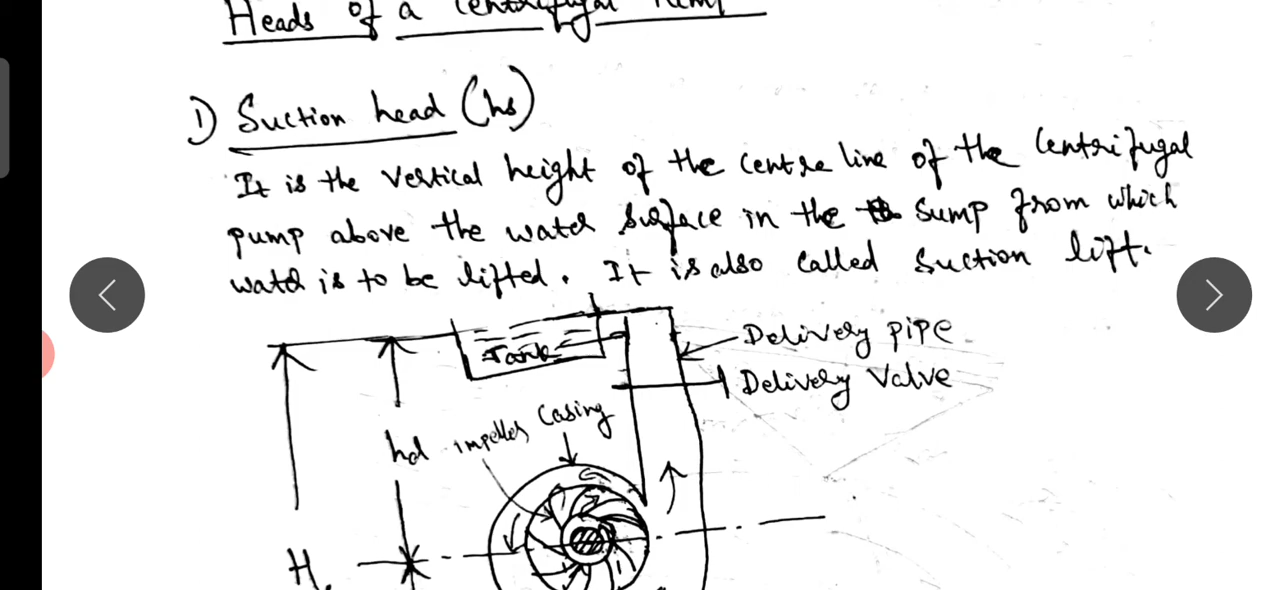 Heads of a Centrifugal Pump
1) Suction head (hs)
It is the vertical height of the centre line of the Centrifugal
pump above the water surface in the sump from which
water is to be lifted. It is also called suction lift.
Tank
Delivery pipe
Delivery Valve
hd impeller Casing
H